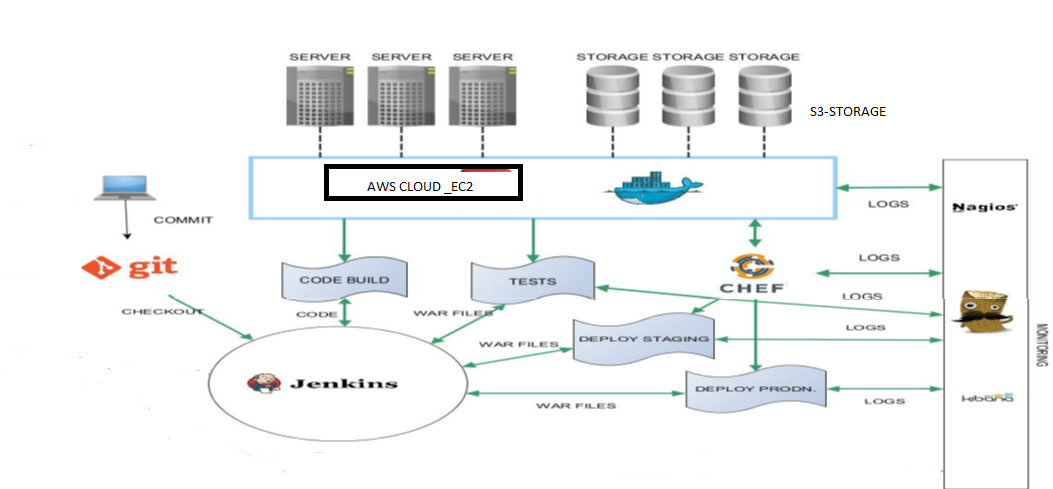 SERVER SERVER SERVER
STORAGE STORAGE STORAGE
S3-STORAGE
AWS CLOUD _EC2
LOGS
Nagios
COMMIT
git
CODE BUILD
TESTS
CHEF
LOGS
LOGS
CHECKOUT
CODE
WAR FILES
WAR FILES
DEPLOY STAGING
LOGS
MONITORING
Jenkins
DEPLOY PRODN.
WAR FILES
LOGS
kibana